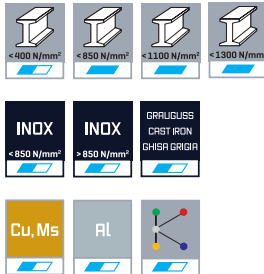 <400 N/mm²
<850 N/mm²
<1100 N/mm²
<1300 N/mm²
INOX
<850 N/mm²
INOX
>850 N/mm²
GRAUGUSS
CAST IRON
GHISA GRIGIA
Cu, Ms
Al